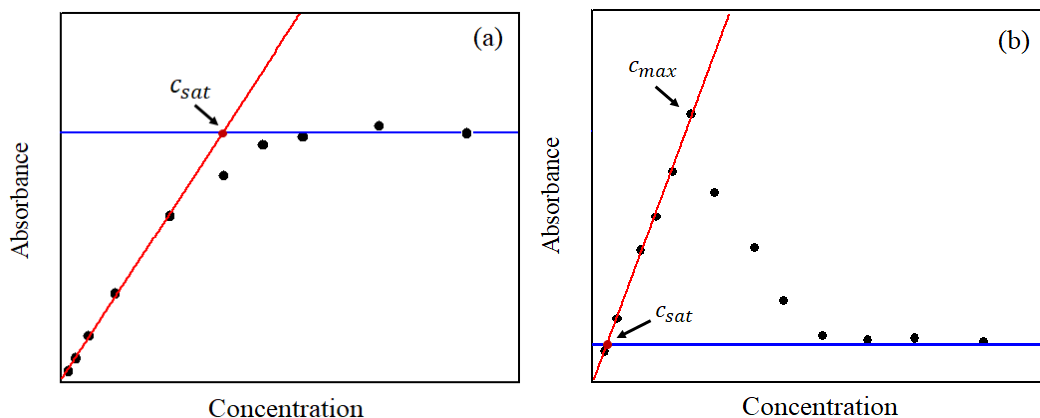 (a)
c_sat
Absorbance
Concentration
(b)
c_max
c_sat
Absorbance
Concentration